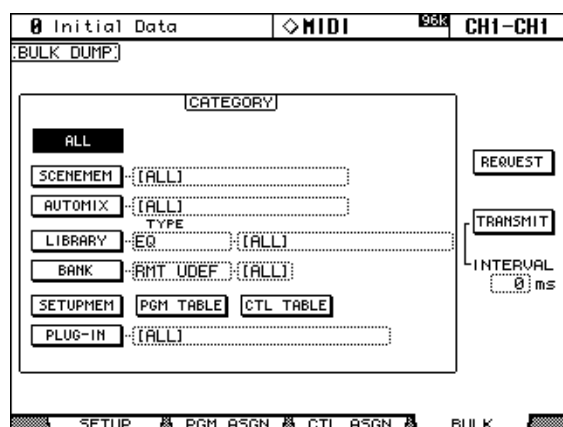 0 Initial Data ◇MIDI 96K CH1-CH1
BULK DUMP
CATEGORY
ALL
REQUEST
SCENEMEM [ALL]
AUTOMIX [ALL]
TRANSMIT
TYPE
LIBRARY EQ [ALL]
INTERVAL
BANK RMT UDEF [ALL]
0 ms
SETUPMEM PGM TABLE CTL TABLE
PLUG-IN [ALL]
SETUP PGM ASGN CTL ASGN BULK